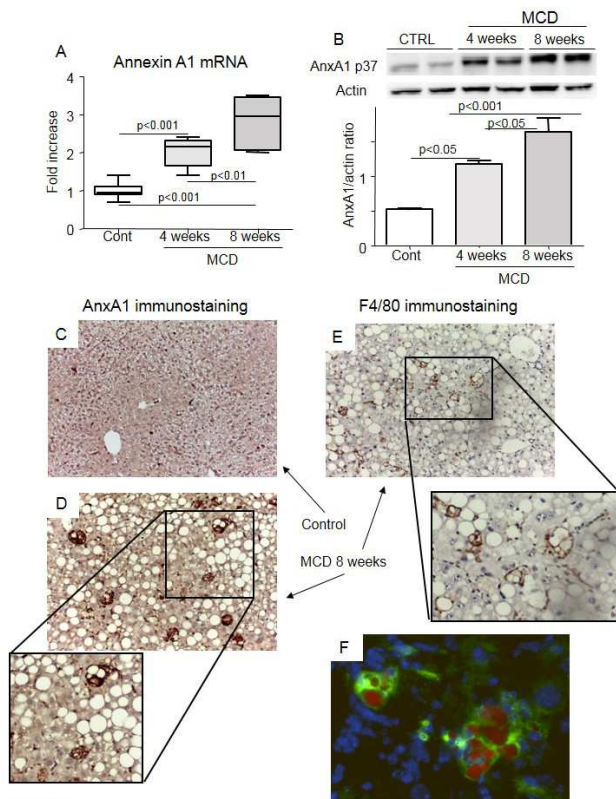 A
Annexin A1 mRNA
Fold increase
4
3
2
1
0
p<0.001
p<0.01
p<0.001
Cont
4 weeks
8 weeks
MCD
B
MCD
CTRL
4 weeks
8 weeks
AnxA1 p37
Actin
AnxA1/actin ratio
2
1
0
p<0.001
p<0.05
p<0.05
Cont
4 weeks
8 weeks
MCD
AnxA1 immunostaining
F4/80 immunostaining
C
E
D
Control
MCD 8 weeks
F